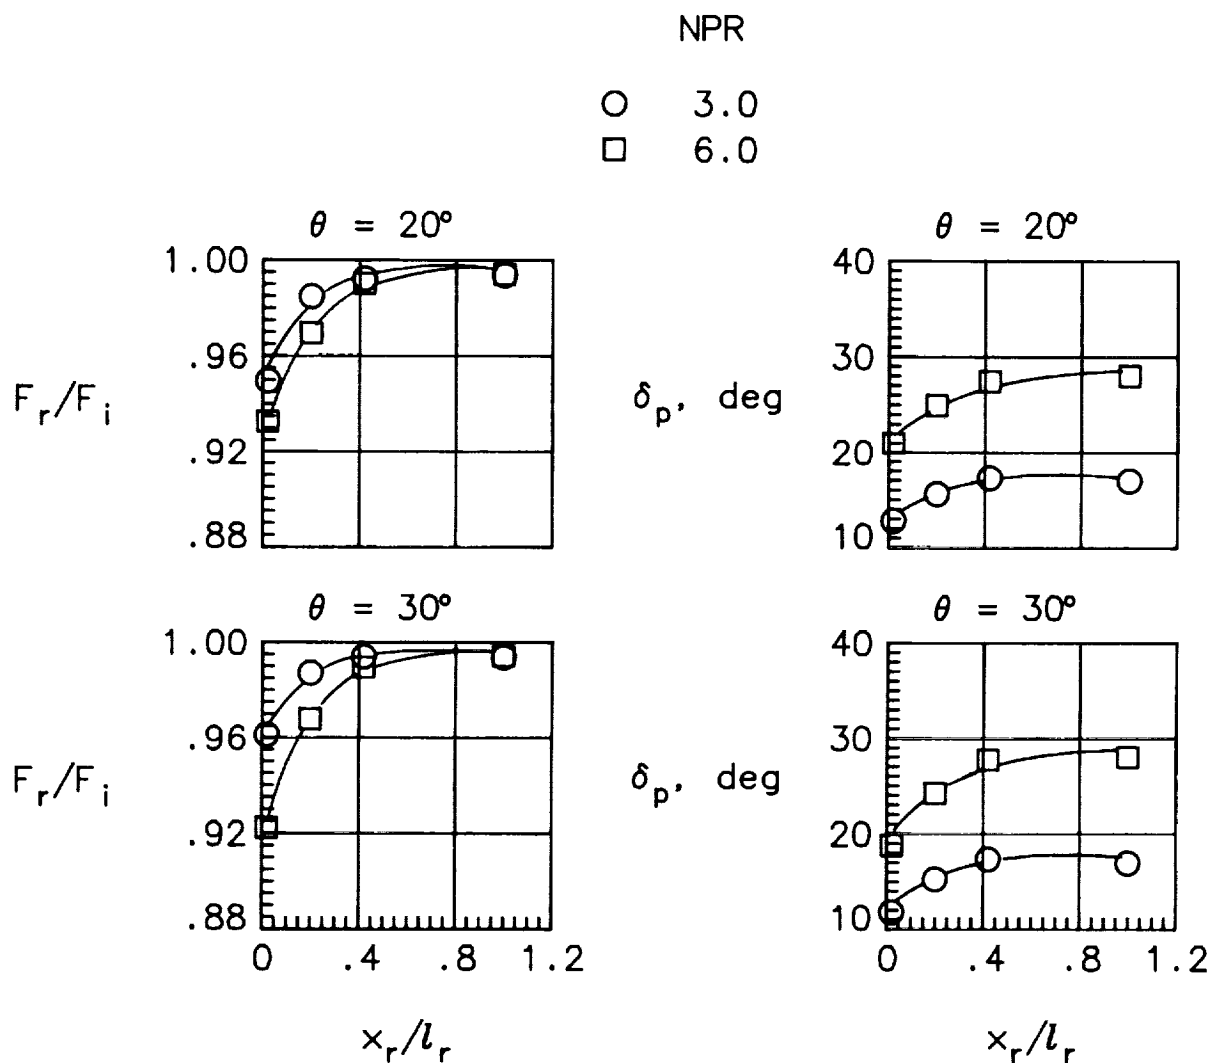 NPR
○ 3.0
□ 6.0
θ = 20°
1.00
.96
.92
.88
F_r/F_i
θ = 20°
40
30
20
10
δ_p, deg
θ = 30°
1.00
.96
.92
.88
F_r/F_i
0 .4 .8 1.2
x_r/l_r
θ = 30°
40
30
20
10
δ_p, deg
0 .4 .8 1.2
x_r/l_r